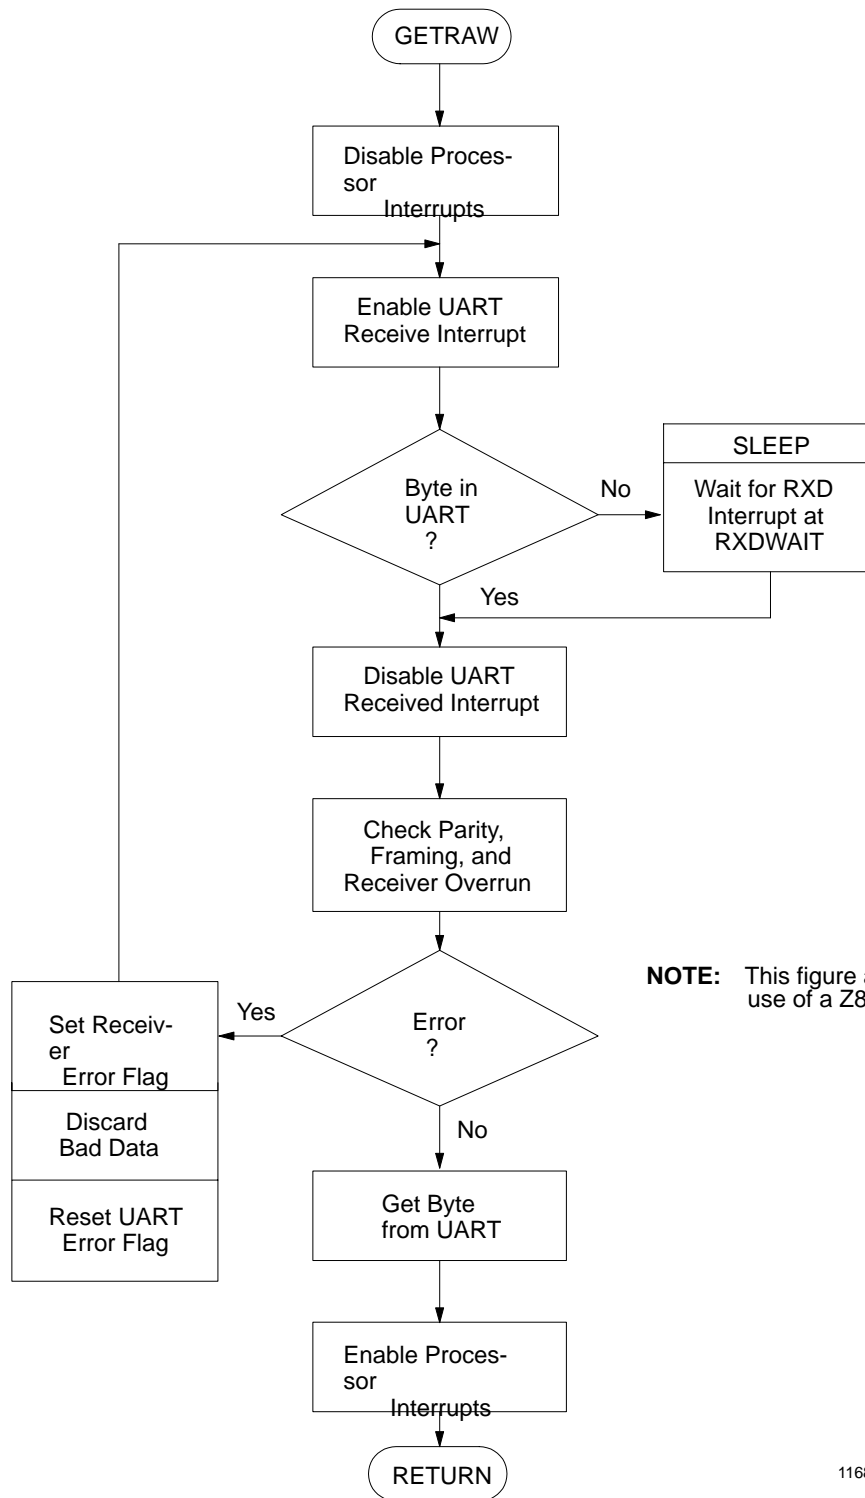 GETRAW
Disable Proces-
sor
Interrupts
Enable UART
Receive Interrupt
Byte in
UART
?
No
SLEEP
Wait for RXD
Interrupt at
RXDWAIT
Yes
Disable UART
Received Interrupt
Check Parity,
Framing, and
Receiver Overrun
NOTE: This figure
use of a Z8
Error
?
Yes
Set Receiv-
er
Error Flag
Discard
Bad Data
Reset UART
Error Flag
No
Get Byte
from UART
Enable Proces-
sor
Interrupts
RETURN
1168